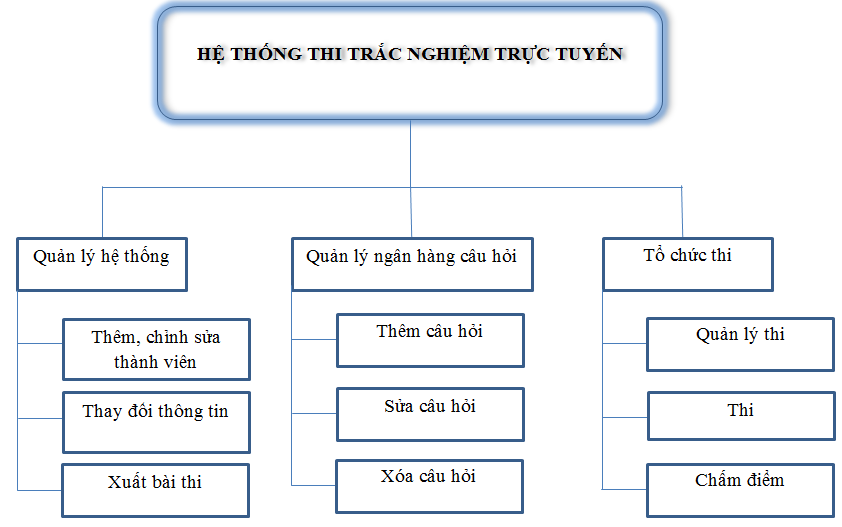 HỆ THỐNG THI TRẮC NGHIỆM TRỰC TUYẾN
Quản lý hệ thống
Thêm, chỉnh sửa
thành viên
Thay đổi thông tin
Xuất bài thi
Quản lý ngân hàng câu hỏi
Thêm câu hỏi
Sửa câu hỏi
Xóa câu hỏi
Tổ chức thi
Quản lý thi
Thi
Chấm điểm